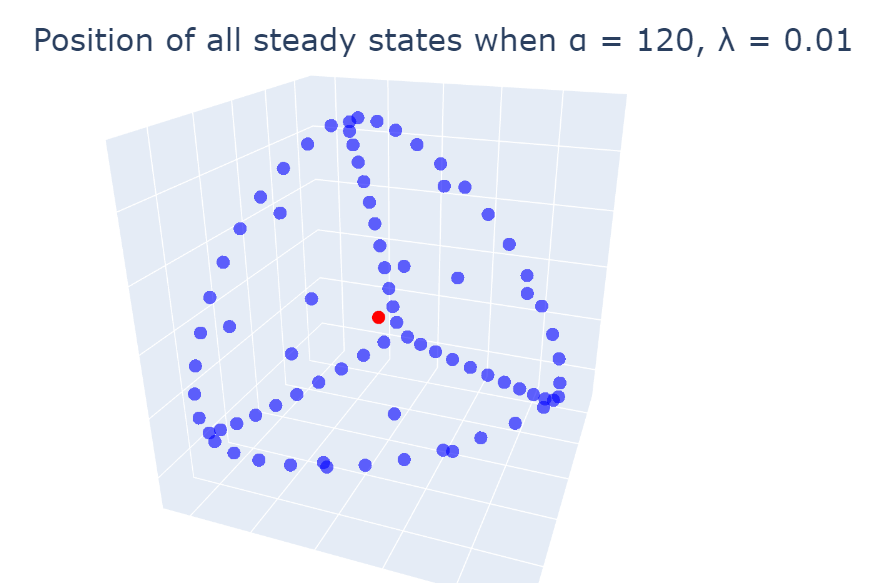 Position of all steady states when α = 120, λ = 0.01